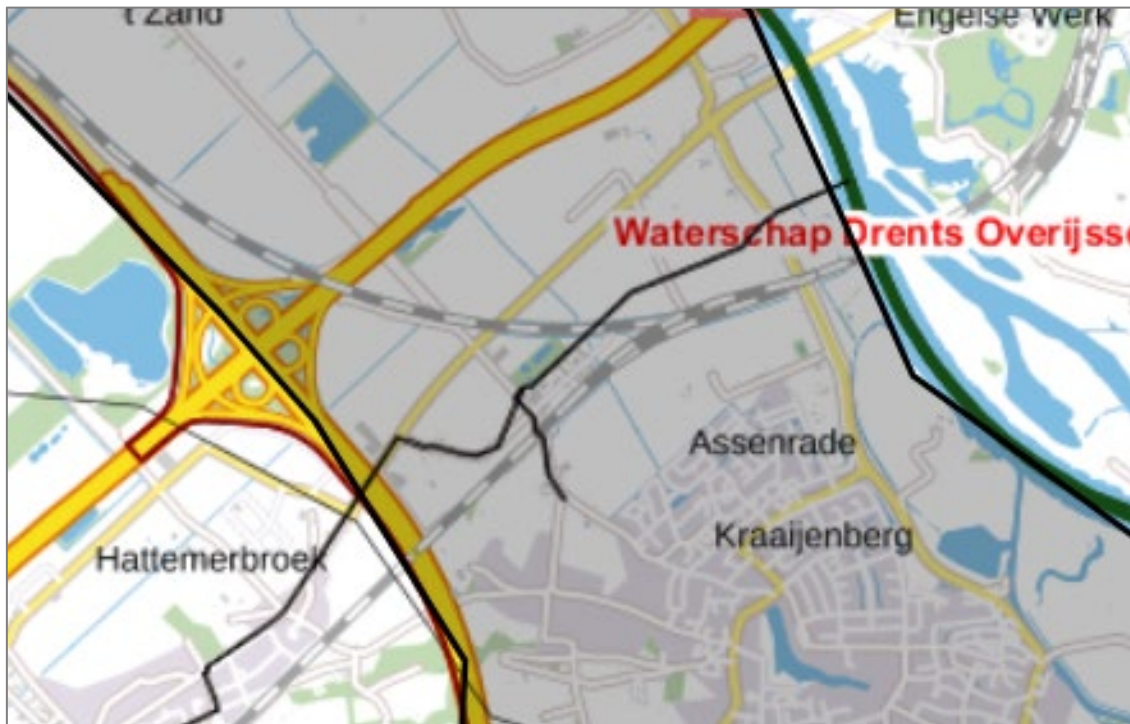 't Zand
Engelse Werk
Waterschap Drents Overijsse
Assenrade
Kraaijenberg
Hattemerbroek